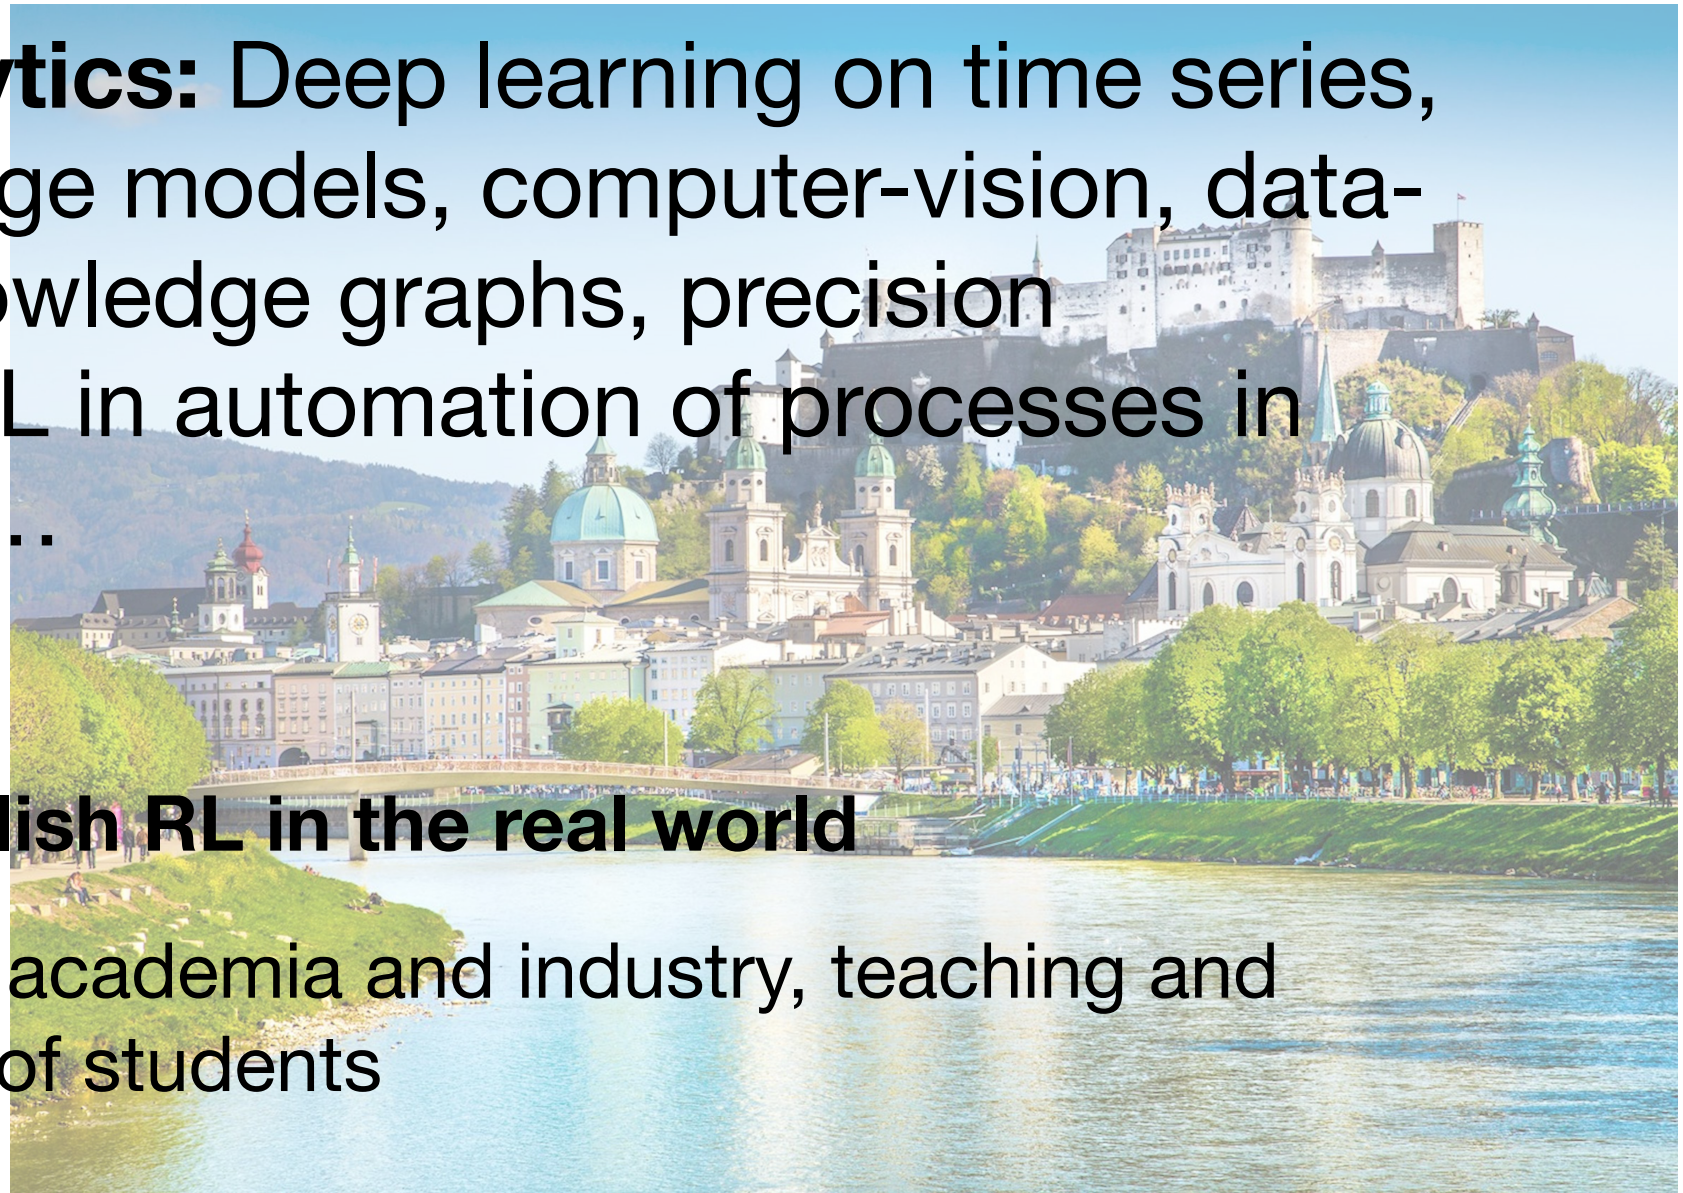 ytics: Deep learning on time series,
ge models, computer-vision, data-
owledge graphs, precision
L in automation of processes in
..
lish RL in the real world
academia and industry, teaching and
of students